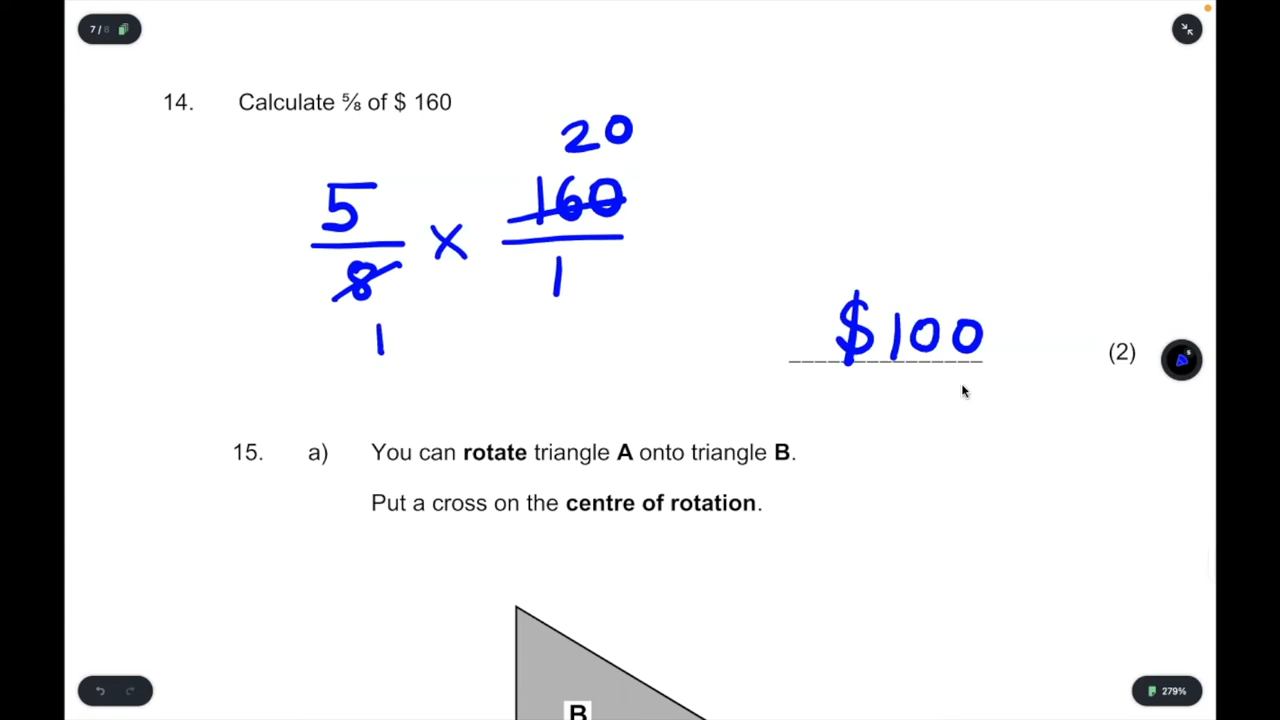 7 / 8
14. Calculate ⅝ of $ 160
20
5 160
× 
8 1
1
$100
(2)
15. a) You can rotate triangle A onto triangle B.
Put a cross on the centre of rotation.
B
279%